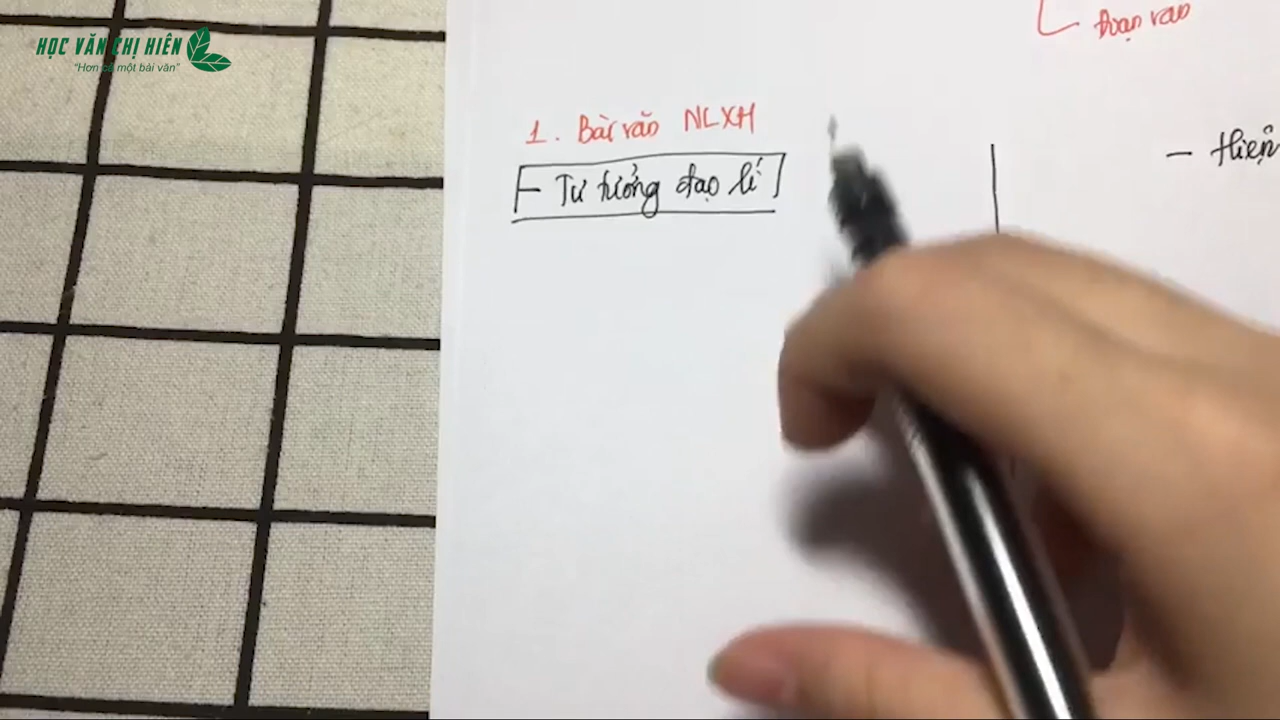 HỌC VĂN CHỊ HIÊN
"Hơn cả một bài văn"
Đoạn văn
1. Bài văn NLXH
- Tư tưởng đạo lí
- Hiện